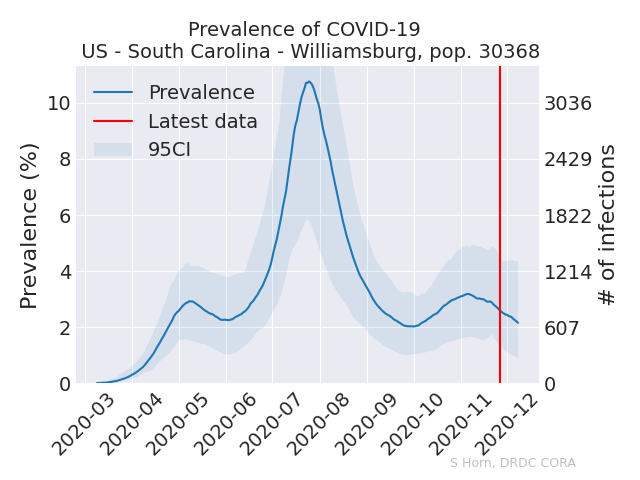 Prevalence of COVID-19
US - South Carolina - Williamsburg, pop. 30368
Prevalence
Latest data
95CI
Prevalence (%)
10
8
6
4
2
0
3036
2429
1822
1214
607
0
# of infections
2020-03
2020-04
2020-05
2020-06
2020-07
2020-08
2020-09
2020-10
2020-11
2020-12
S Horn, DRDC CORA